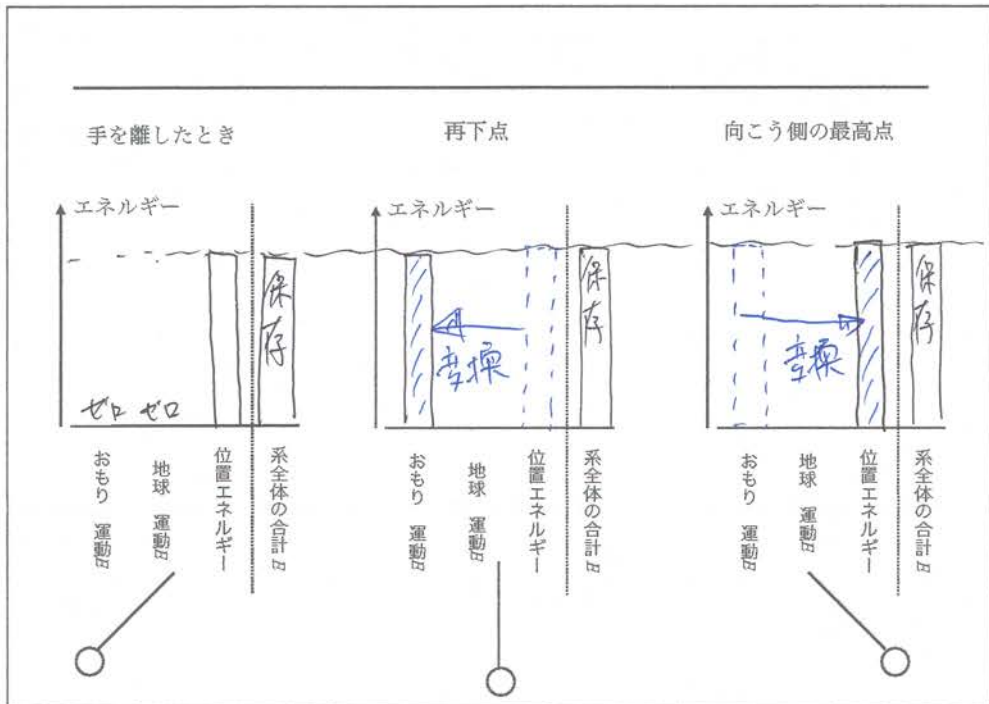 手を離したとき
再下点
向こう側の最高点
エネルギー
保存
ゼロ ゼロ
おもり 運動E
地球 運動E
位置エネルギー
系全体の合計 E
エネルギー
変換
保存
おもり 運動E
地球 運動E
位置エネルギー
系全体の合計 E
エネルギー
変換
保存
おもり 運動E
地球 運動E
位置エネルギー
系全体の合計 E